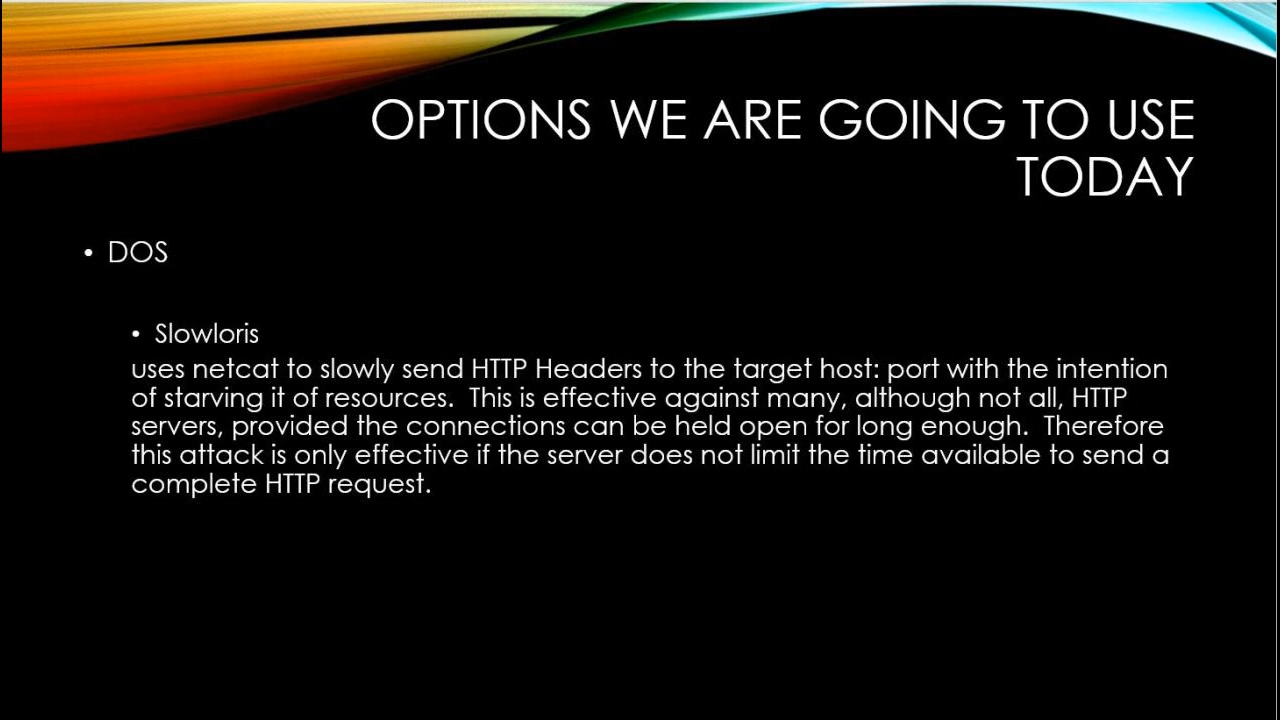 OPTIONS WE ARE GOING TO USE
TODAY
• DOS
• Slowloris
uses netcat to slowly send HTTP Headers to the target host: port with the intention
of starving it of resources.  This is effective against many, although not all, HTTP
servers, provided the connections can be held open for long enough.  Therefore
this attack is only effective if the server does not limit the time available to send a
complete HTTP request.